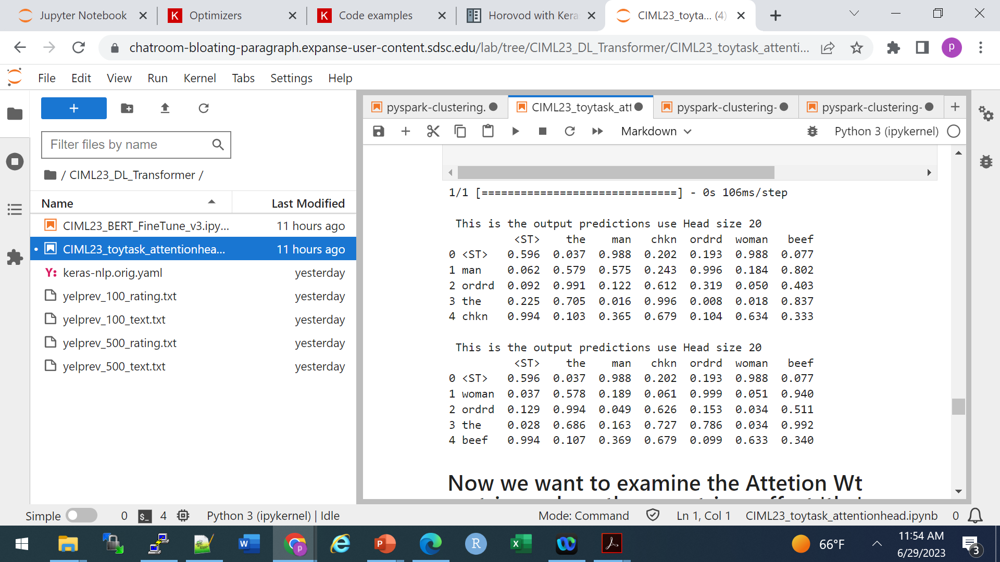 Jupyter Notebook
Optimizers
Code examples
Horovod with Kera
CIML23_toyta... (4)
chatroom-bloating-paragraph.expanse-user-content.sdsc.edu/lab/tree/CIML23_DL_Transformer/CIML23_toytask_attenti...
p
File Edit View Run Kernel Tabs Settings Help
pyspark-clustering.
CIML23_toytask_att
pyspark-clustering-
pyspark-clustering-
Markdown
Python 3 (ipykernel)
Filter files by name
/ CIML23_DL_Transformer /
Name Last Modified
CIML23_BERT_FineTune_v3.ipy... 11 hours ago
CIML23_toytask_attentionhea... 11 hours ago
Y: keras-nlp.orig.yaml yesterday
yelprev_100_rating.txt yesterday
yelprev_100_text.txt yesterday
yelprev_500_rating.txt yesterday
yelprev_500_text.txt yesterday
1/1 [==============================] - 0s 106ms/step
This is the output predictions use Head size 20
<ST> the man chkn ordrd woman beef
0 <ST> 0.596 0.037 0.988 0.202 0.193 0.988 0.077
1 man 0.062 0.579 0.575 0.243 0.996 0.184 0.802
2 ordrd 0.092 0.991 0.122 0.612 0.319 0.050 0.403
3 the 0.225 0.705 0.016 0.996 0.008 0.018 0.837
4 chkn 0.994 0.103 0.365 0.679 0.104 0.634 0.333
This is the output predictions use Head size 20
<ST> the man chkn ordrd woman beef
0 <ST> 0.596 0.037 0.988 0.202 0.193 0.988 0.077
1 woman 0.037 0.578 0.189 0.061 0.999 0.051 0.940
2 ordrd 0.129 0.994 0.049 0.626 0.153 0.034 0.511
3 the 0.028 0.686 0.163 0.727 0.786 0.034 0.992
4 beef 0.994 0.107 0.369 0.679 0.099 0.633 0.340
Now we want to examine the Attetion Wt
Simple 0 $_ 4 Python 3 (ipykernel) | Idle
Mode: Command Ln 1, Col 1 CIML23_toytask_attentionhead.ipynb 0
66°F
11:54 AM
6/29/2023
3